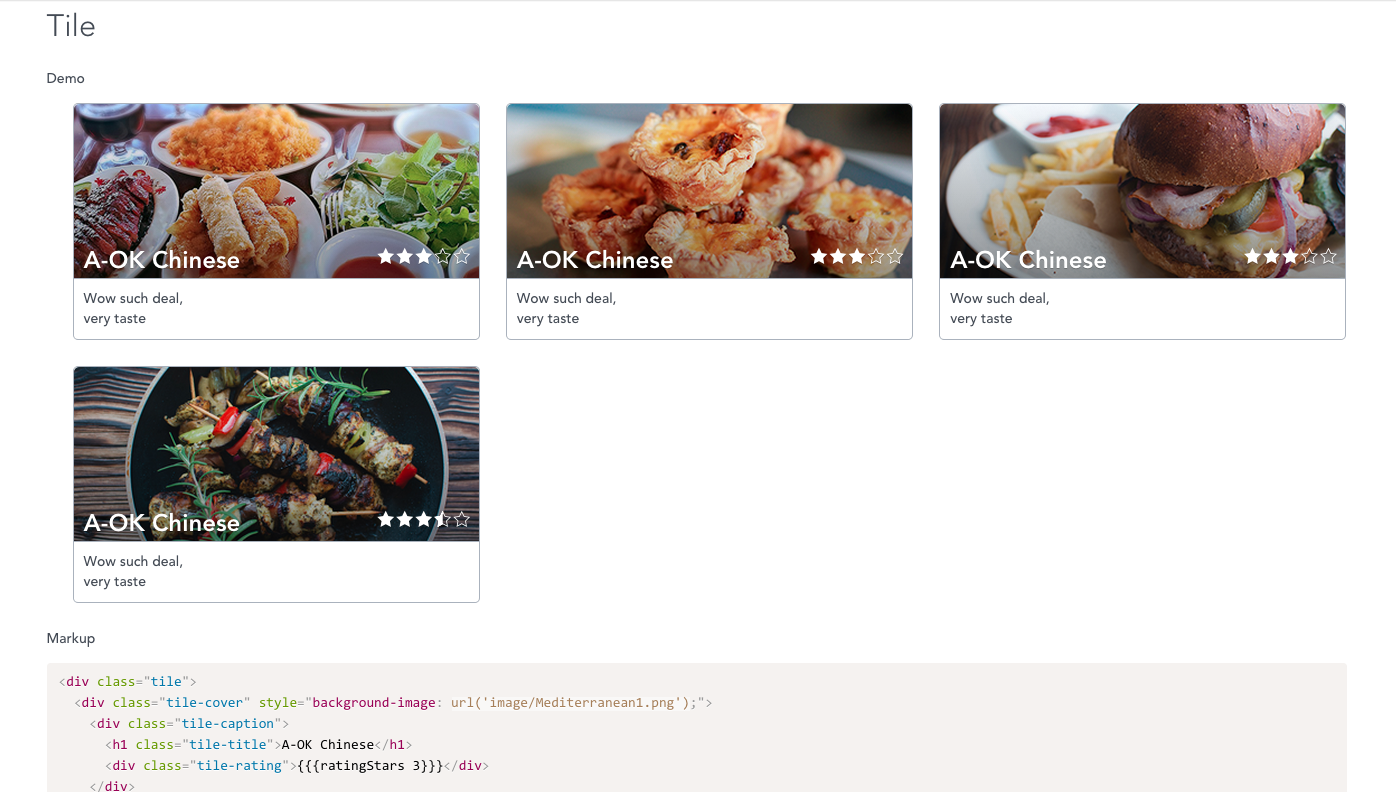 Tile
Demo
A-OK Chinese
Wow such deal,
very taste
A-OK Chinese
Wow such deal,
very taste
A-OK Chinese
Wow such deal,
very taste
A-OK Chinese
Wow such deal,
very taste
Markup
<div class="tile">
<div class="tile-cover" style="background-image: url('image/Mediterranean1.png');">
<div class="tile-caption">
<h1 class="tile-title">A-OK Chinese</h1>
<div class="tile-rating">{{{ratingStars 3}}}</div>
</div>